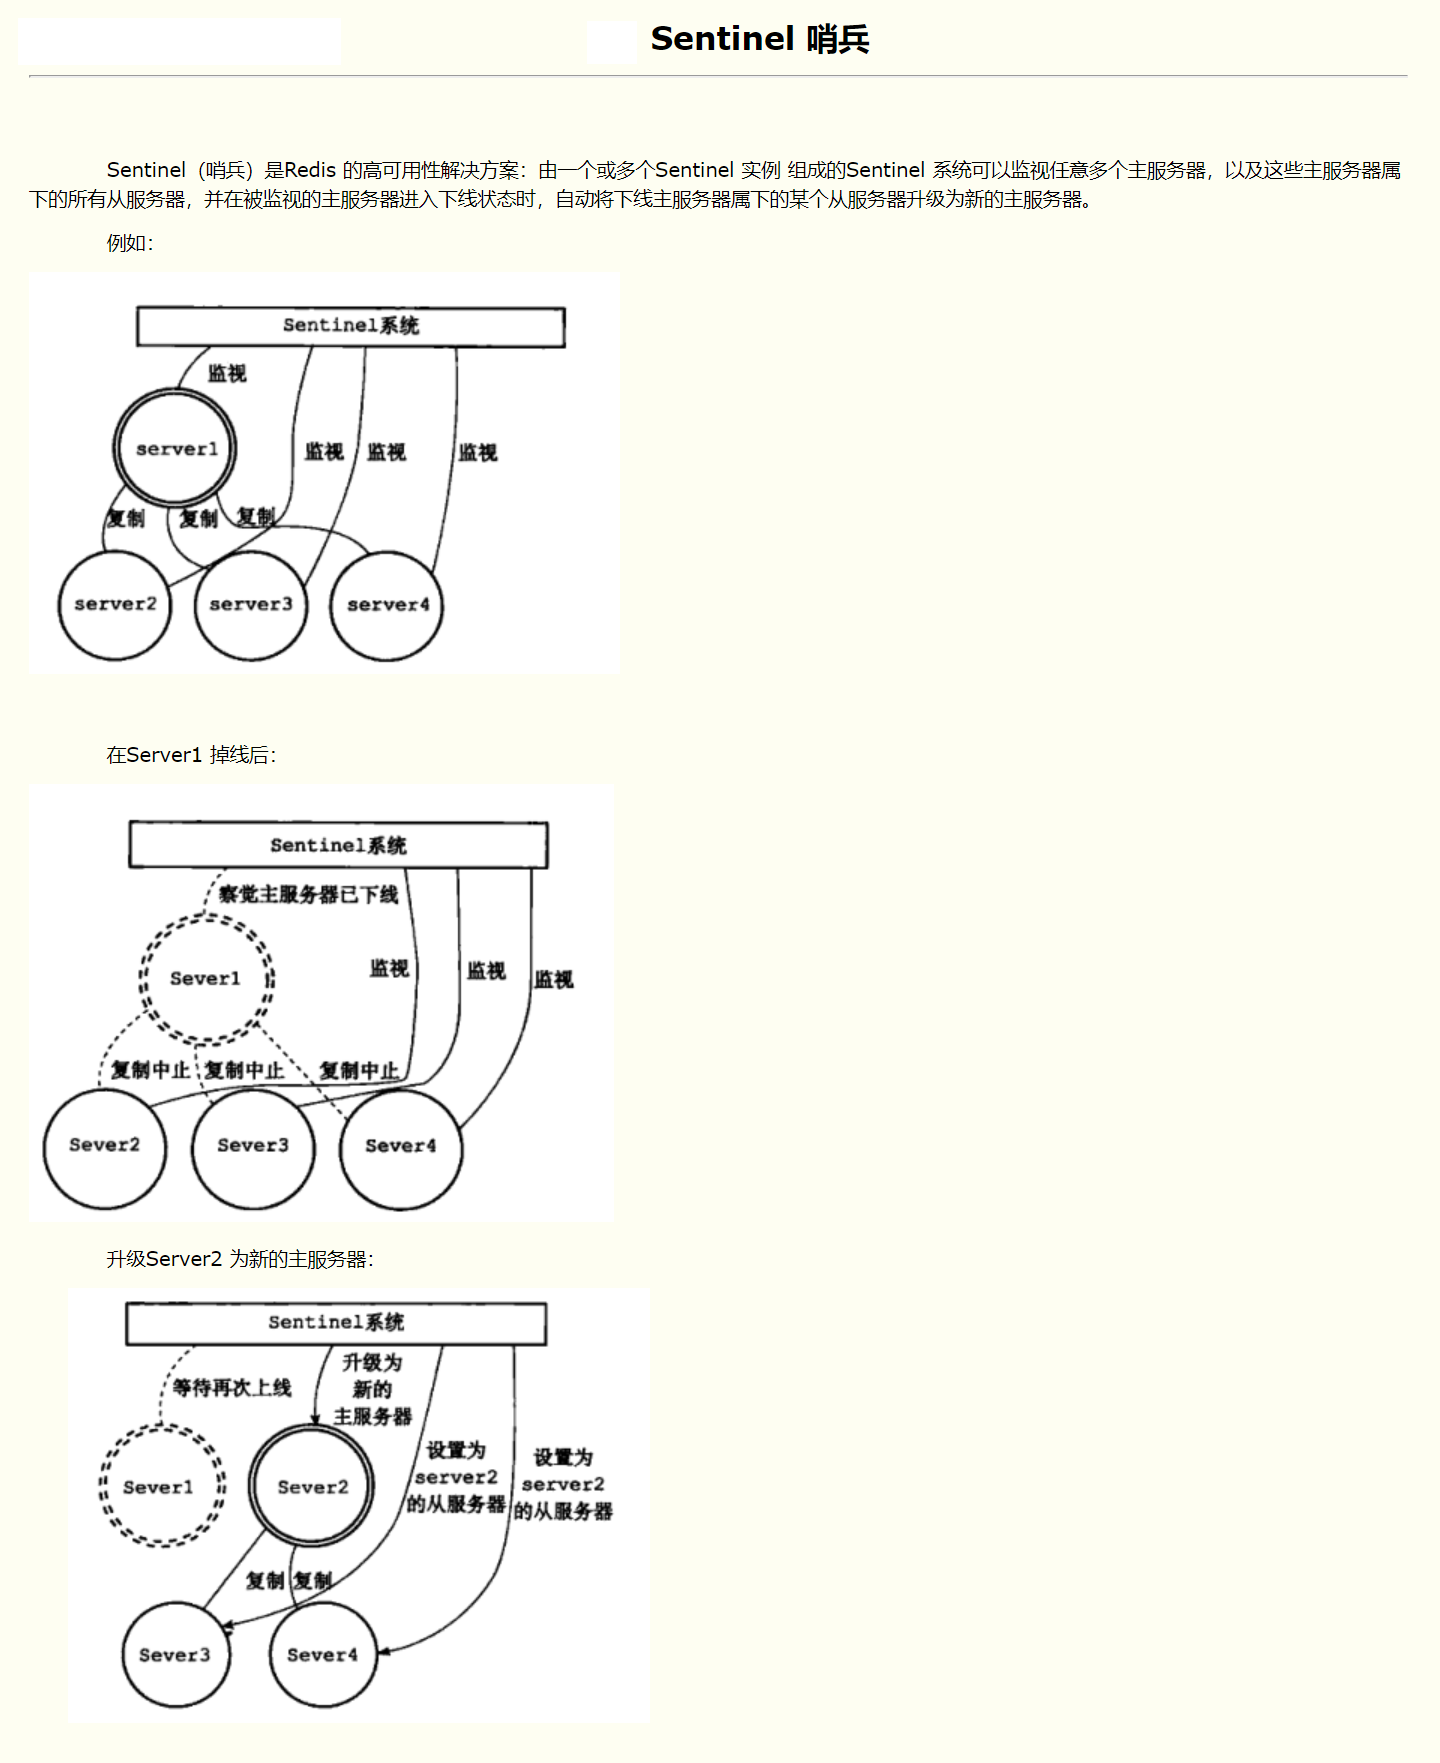 Sentinel 哨兵
Sentinel（哨兵）是Redis 的高可用性解决方案：由一个或多个Sentinel 实例 组成的Sentinel 系统可以监视任意多个主服务器，以及这些主服务器属
下的所有从服务器，并在被监视的主服务器进入下线状态时，自动将下线主服务器属下的某个从服务器升级为新的主服务器。
例如：
Sentinel系统
监视
server1
监视
监视
监视
复制
复制
复制
server2
server3
server4
在Server1 掉线后：
Sentinel系统
察觉主服务器已下线
Sever1
监视
监视
监视
复制中止
复制中止
复制中止
Sever2
Sever3
Sever4
升级Server2 为新的主服务器：
Sentinel系统
等待再次上线
升级为
新的
主服务器
Sever1
Sever2
设置为
server2
的从服务器
设置为
server2
的从服务器
复制
复制
Sever3
Sever4